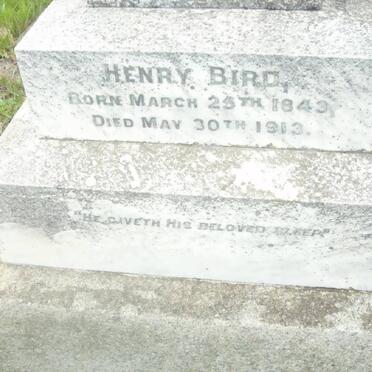 HENRY BIRD,
BORN MARCH 25TH 1843,
DIED MAY 30TH 1913.
"HE GIVETH HIS BELOVED SLEEP"